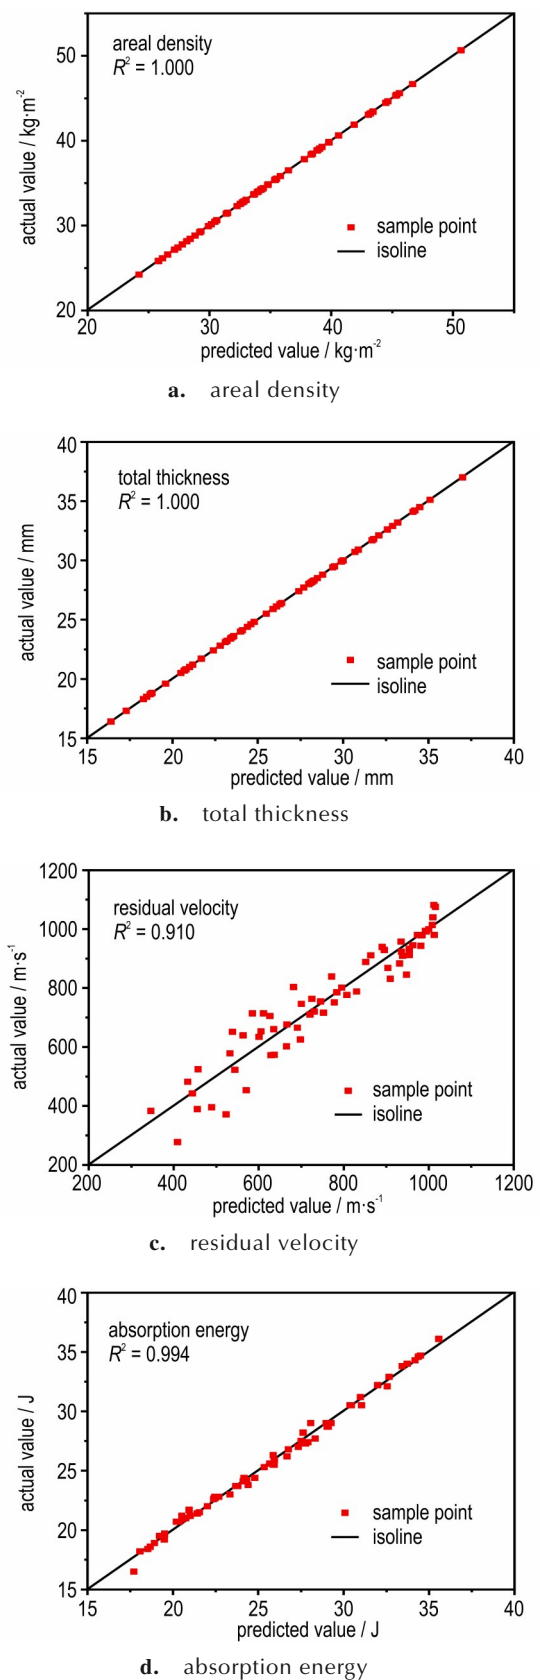 areal density
R² = 1.000
50
40
30
20
actual value / kg·m⁻²
sample point
isoline
20 30 40 50
predicted value / kg·m⁻²
a. areal density
40
total thickness
R² = 1.000
35
30
25
20
15
actual value / mm
sample point
isoline
15 20 25 30 35 40
predicted value / mm
b. total thickness
1200
residual velocity
R² = 0.910
1000
800
600
400
200
actual value / m·s⁻¹
sample point
isoline
200 400 600 800 1000 1200
predicted value / m·s⁻¹
c. residual velocity
40
absorption energy
R² = 0.994
35
30
25
20
15
actual value / J
sample point
isoline
15 20 25 30 35 40
predicted value / J
d. absorption energy